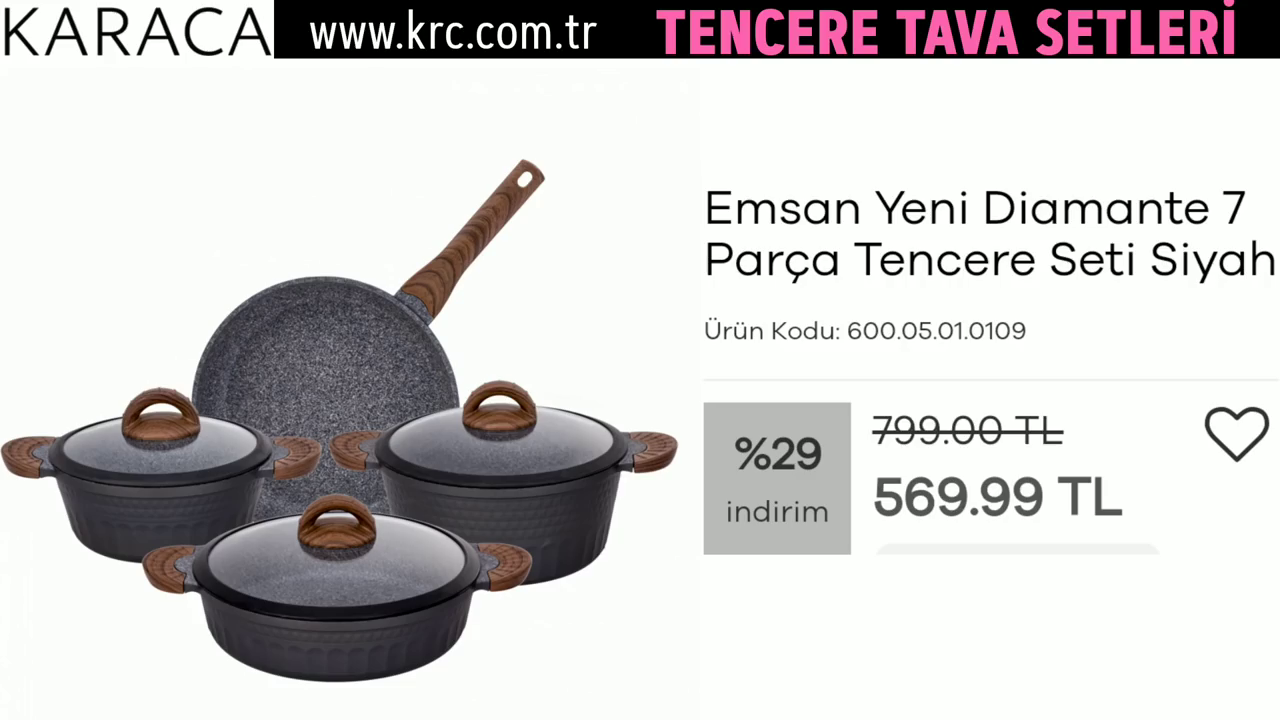 KARACA
www.krc.com.tr
TENCERE TAVA SETLERİ
Emsan Yeni Diamante 7
Parça Tencere Seti Siyah
Ürün Kodu: 600.05.01.0109
%29
indirim
799.00 TL
569.99 TL